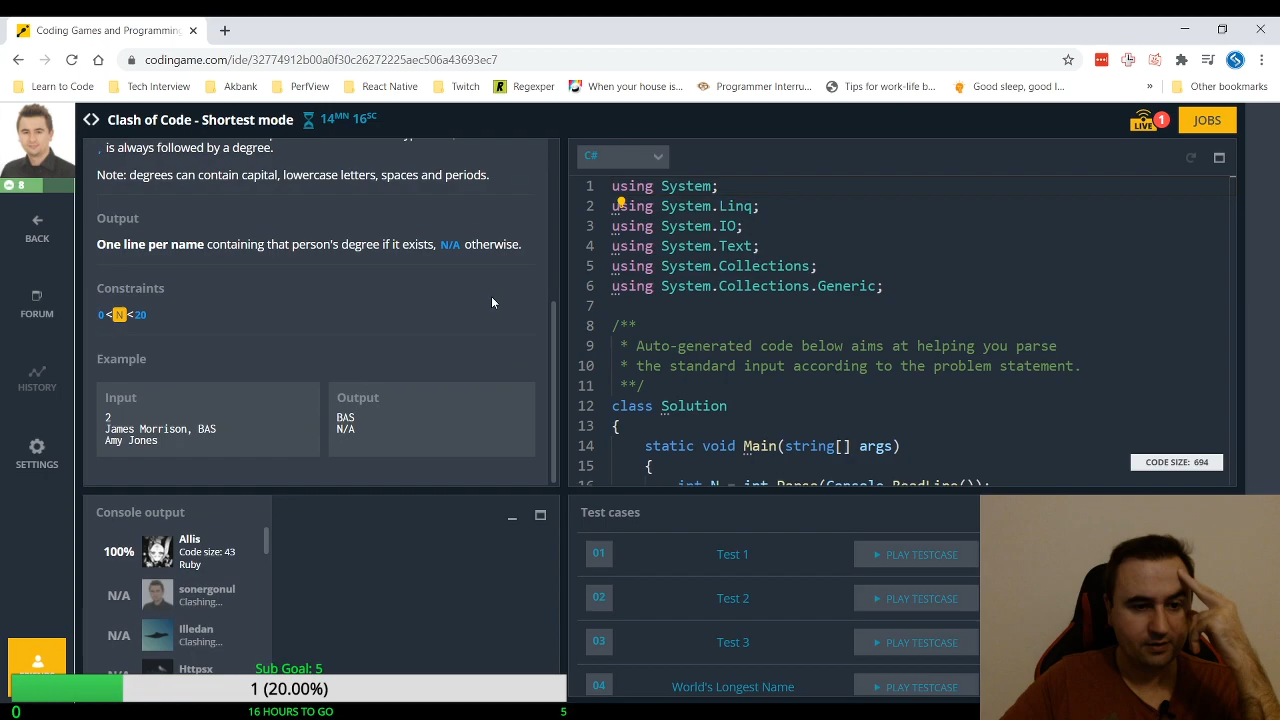 Coding Games and Programming
codingame.com/ide/32774912b00a0f30c26272225aec506a43693ec7
Learn to Code
Tech Interview
Akbank
PerfView
React Native
Twitch
Regexper
When your house is...
Programmer Interru...
Tips for work-life b...
Good sleep, good l...
»
Other bookmarks
Clash of Code - Shortest mode
14MN 16SC
LIVE
1
JOBS
8
BACK
FORUM
HISTORY
SETTINGS
, is always followed by a degree.
Note: degrees can contain capital, lowercase letters, spaces and periods.
Output
One line per name containing that person's degree if it exists, N/A otherwise.
Constraints
0<N<20
Example
Input
2
James Morrison, BAS
Amy Jones
Output
BAS
N/A
C#
1 using System;
2 using System.Linq;
3 using System.IO;
4 using System.Text;
5 using System.Collections;
6 using System.Collections.Generic;
7
8 /**
9 * Auto-generated code below aims at helping you parse
10 * the standard input according to the problem statement.
11 **/
12 class Solution
13 {
14 static void Main(string[] args)
15 {
16 int N = int.Parse(Console.ReadLine());
CODE SIZE: 694
Console output
100%
Allis
Code size: 43
Ruby
N/A
sonergonul
Clashing...
N/A
Illedan
Clashing...
N/A
Httpsx
Test cases
01 Test 1 PLAY TESTCASE
02 Test 2 PLAY TESTCASE
03 Test 3 PLAY TESTCASE
04 World's Longest Name PLAY TESTCASE
Sub Goal: 5
1 (20.00%)
0
16 HOURS TO GO
5